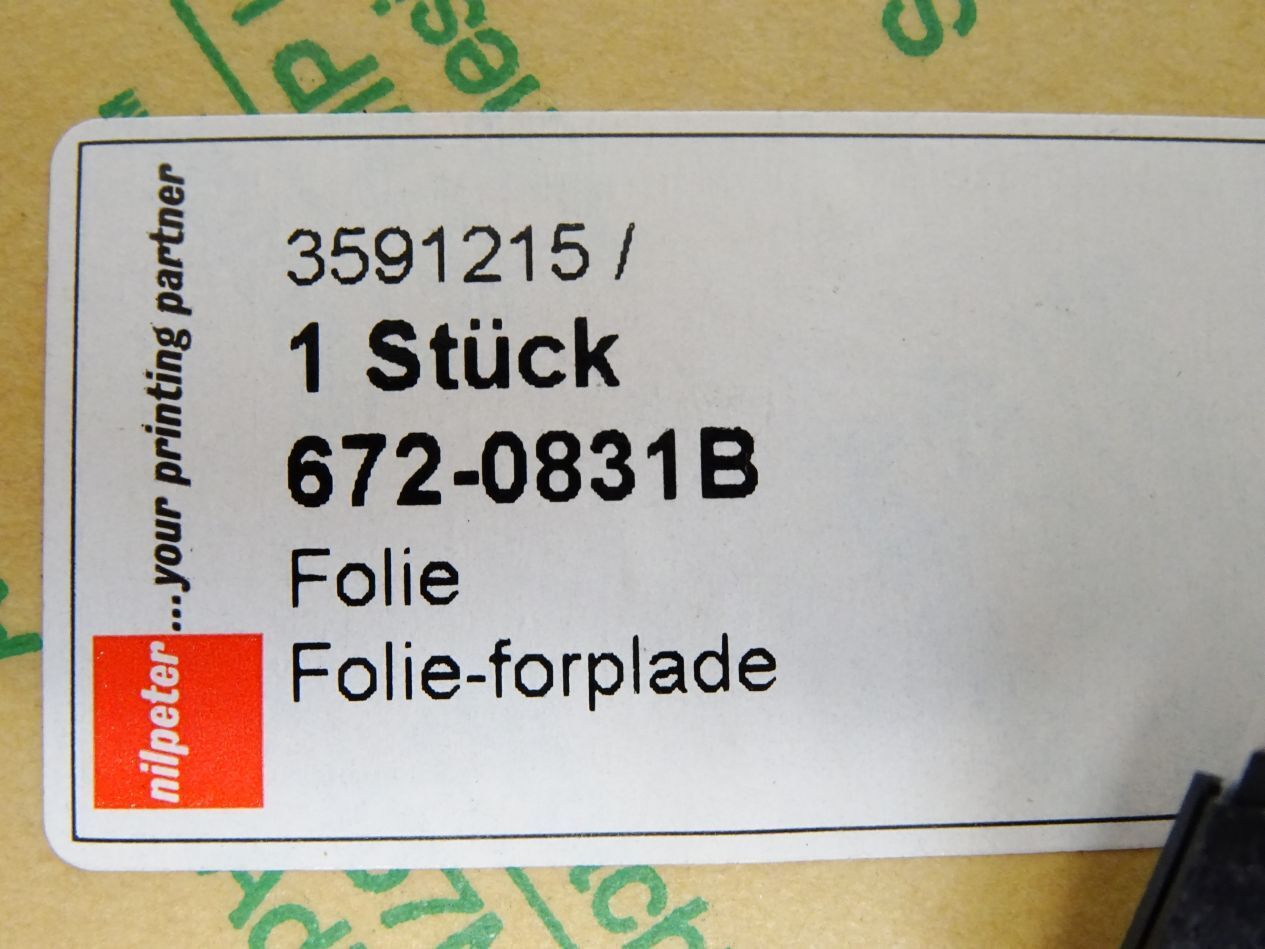 3591215 /
1 Stück
672-0831B
Folie
Folie-forplade
nilpeter ...your printing partner